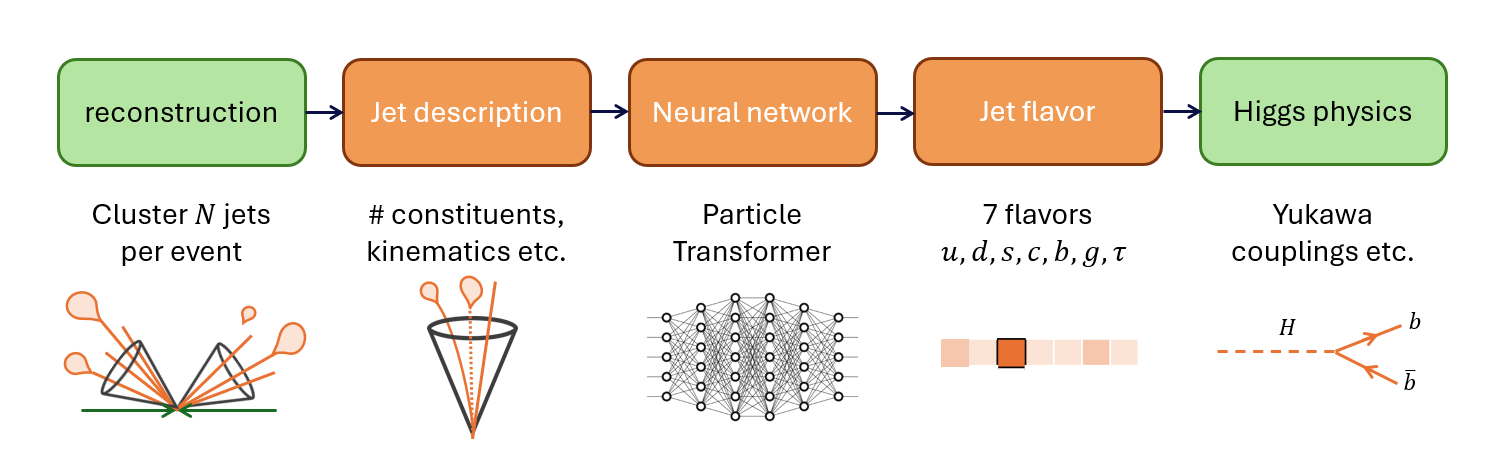 reconstruction
Jet description
Neural network
Jet flavor
Higgs physics
Cluster N jets
per event
# constituents,
kinematics etc.
Particle
Transformer
7 flavors
u, d, s, c, b, g, τ
Yukawa
couplings etc.
H
b
b̄